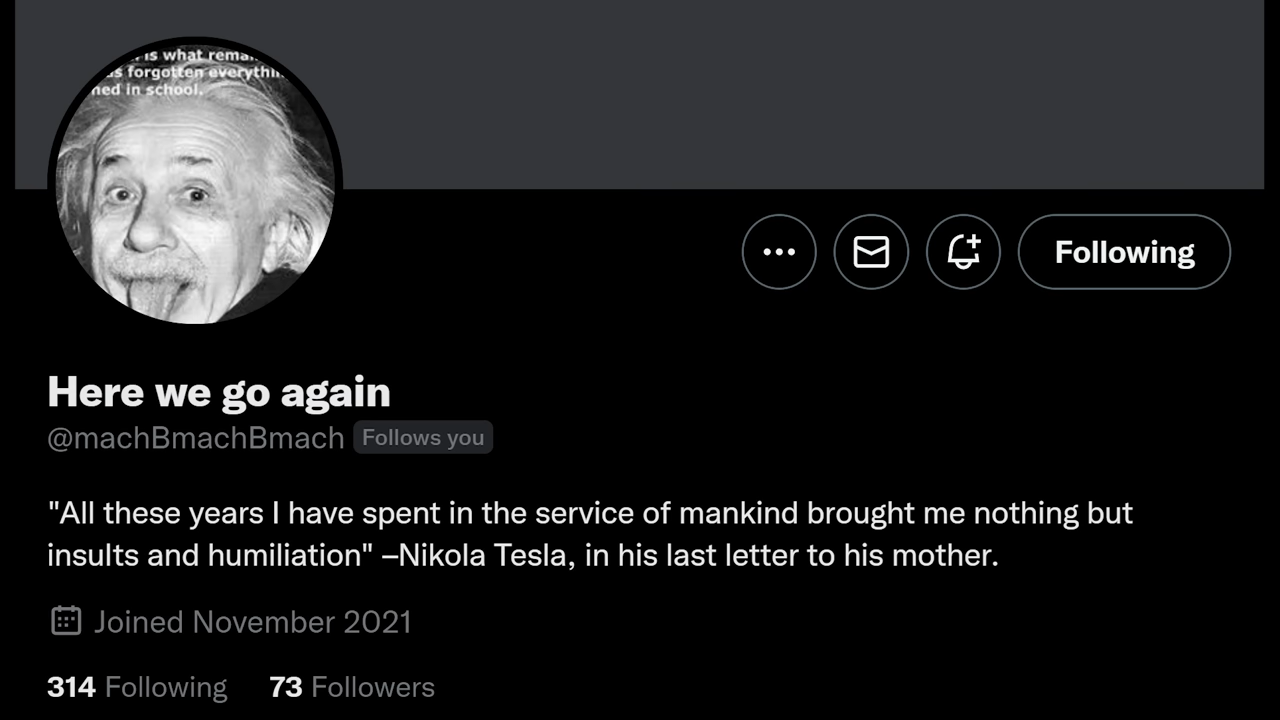 is what rema
s forgotten everythin
ned in school.
Following
Here we go again
@machBmachBmach Follows you
"All these years I have spent in the service of mankind brought me nothing but
insults and humiliation" –Nikola Tesla, in his last letter to his mother.
Joined November 2021
314 Following 73 Followers